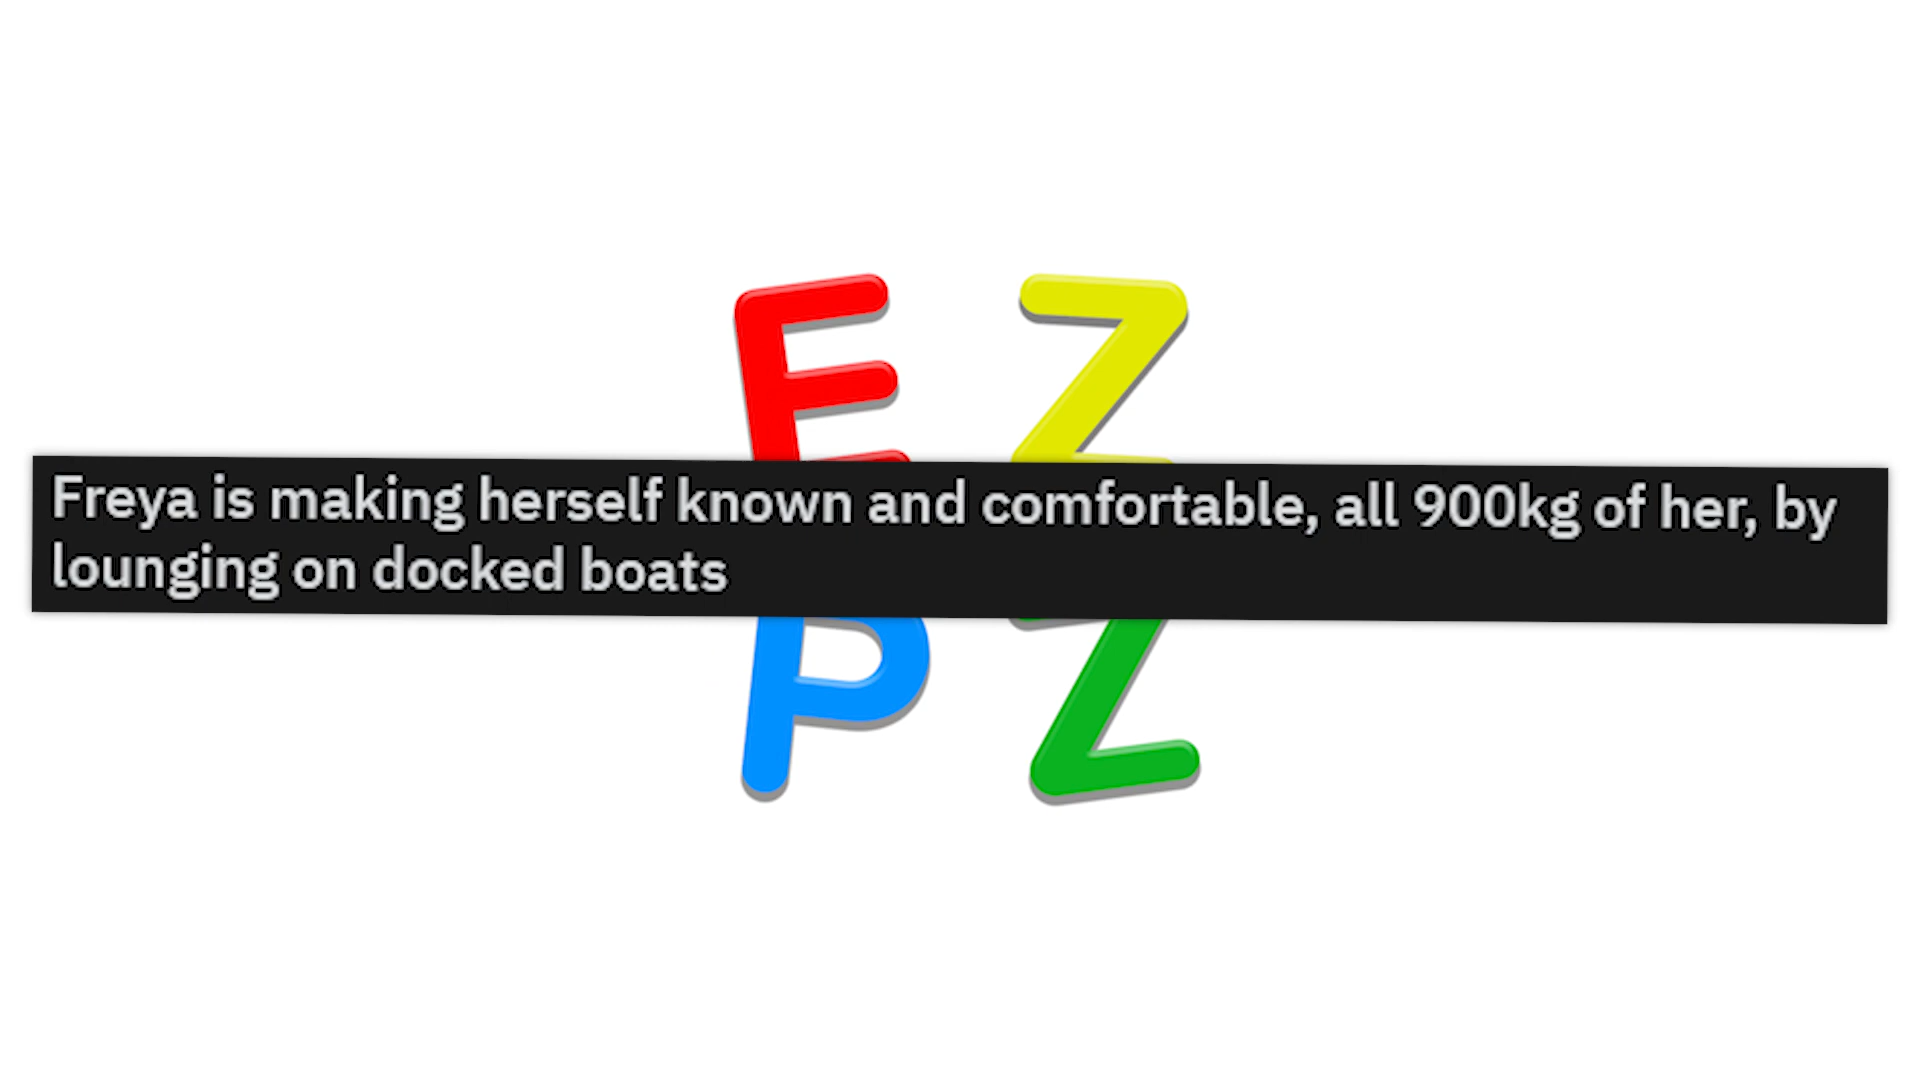 E Z
Freya is making herself known and comfortable, all 900kg of her, by
lounging on docked boats
P Z